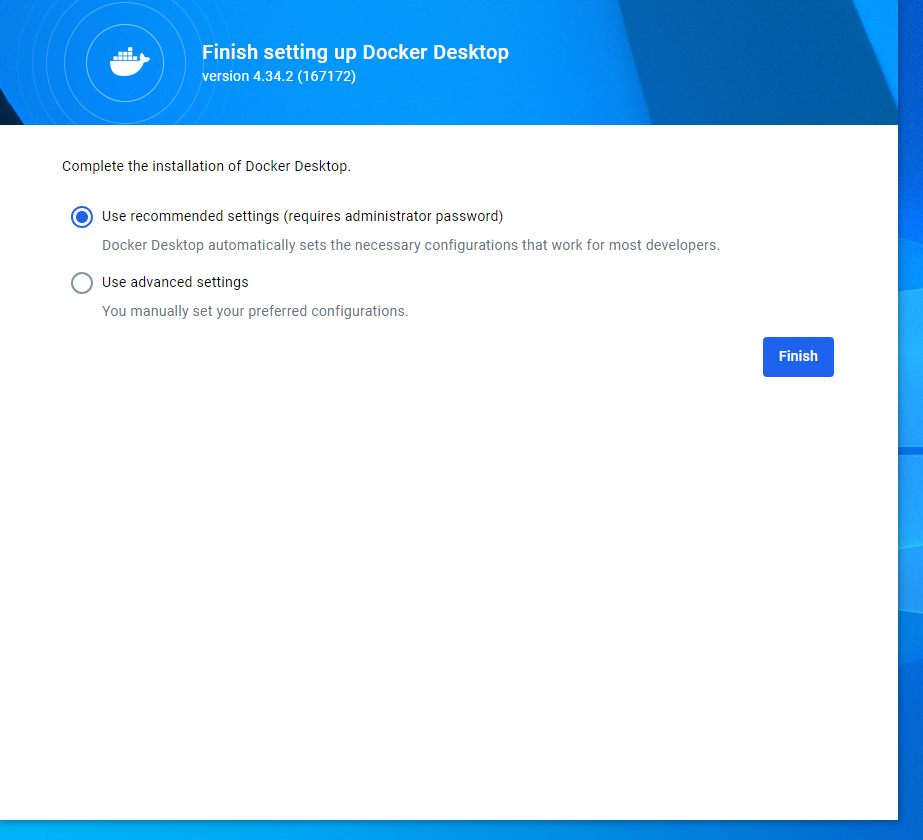 Finish setting up Docker Desktop
version 4.34.2 (167172)
Complete the installation of Docker Desktop.
Use recommended settings (requires administrator password)
Docker Desktop automatically sets the necessary configurations that work for most developers.
Use advanced settings
You manually set your preferred configurations.
Finish